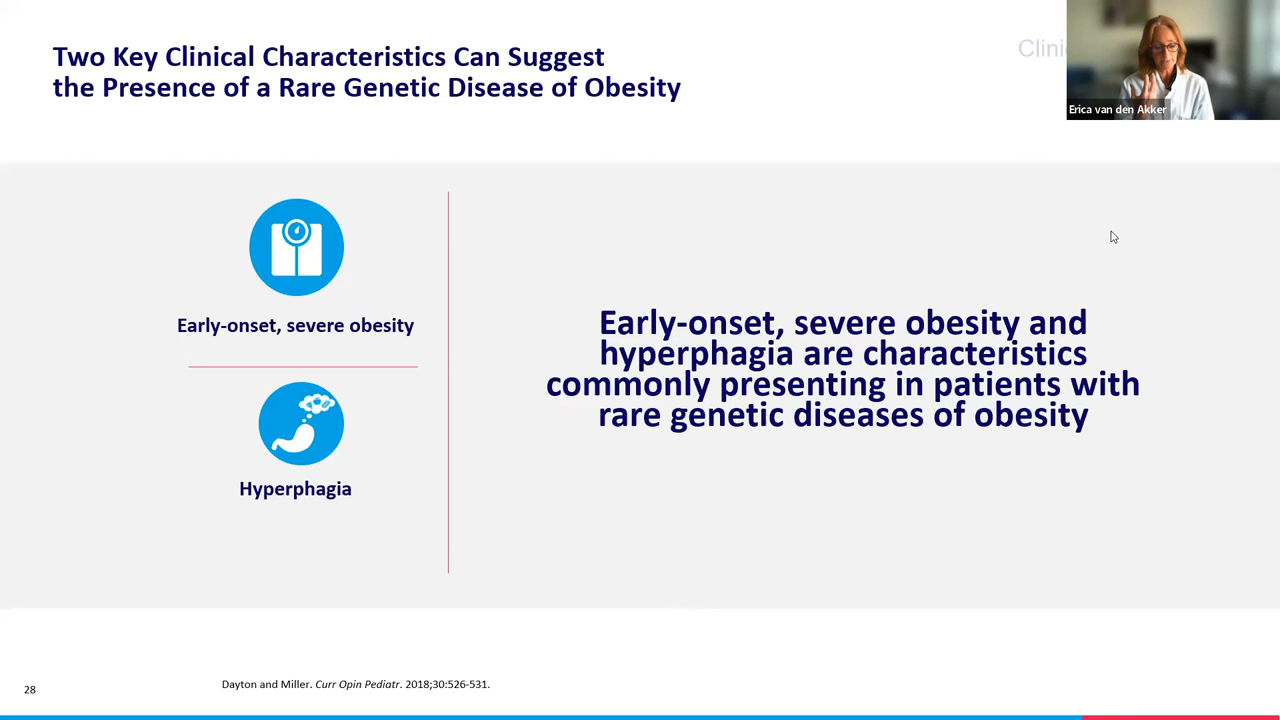 Two Key Clinical Characteristics Can Suggest
the Presence of a Rare Genetic Disease of Obesity
Erica van den Akker
Early-onset, severe obesity
Hyperphagia
Early-onset, severe obesity and
hyperphagia are characteristics
commonly presenting in patients with
rare genetic diseases of obesity
28
Dayton and Miller. Curr Opin Pediatr. 2018;30:526-531.